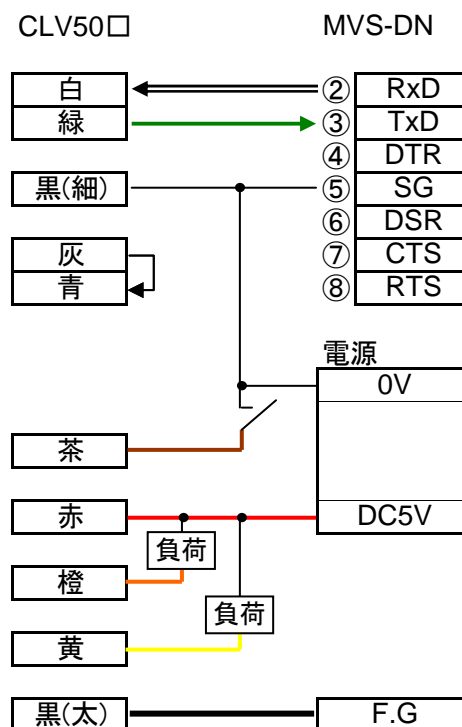 CLV50□ MVS-DN
白 ② RxD
緑 ③ TxD
④ DTR
黒(細) ⑤ SG
⑥ DSR
灰 ⑦ CTS
青 ⑧ RTS
電源
0V
茶
赤 DC5V
負荷
橙
負荷
黄
黒(太) F.G